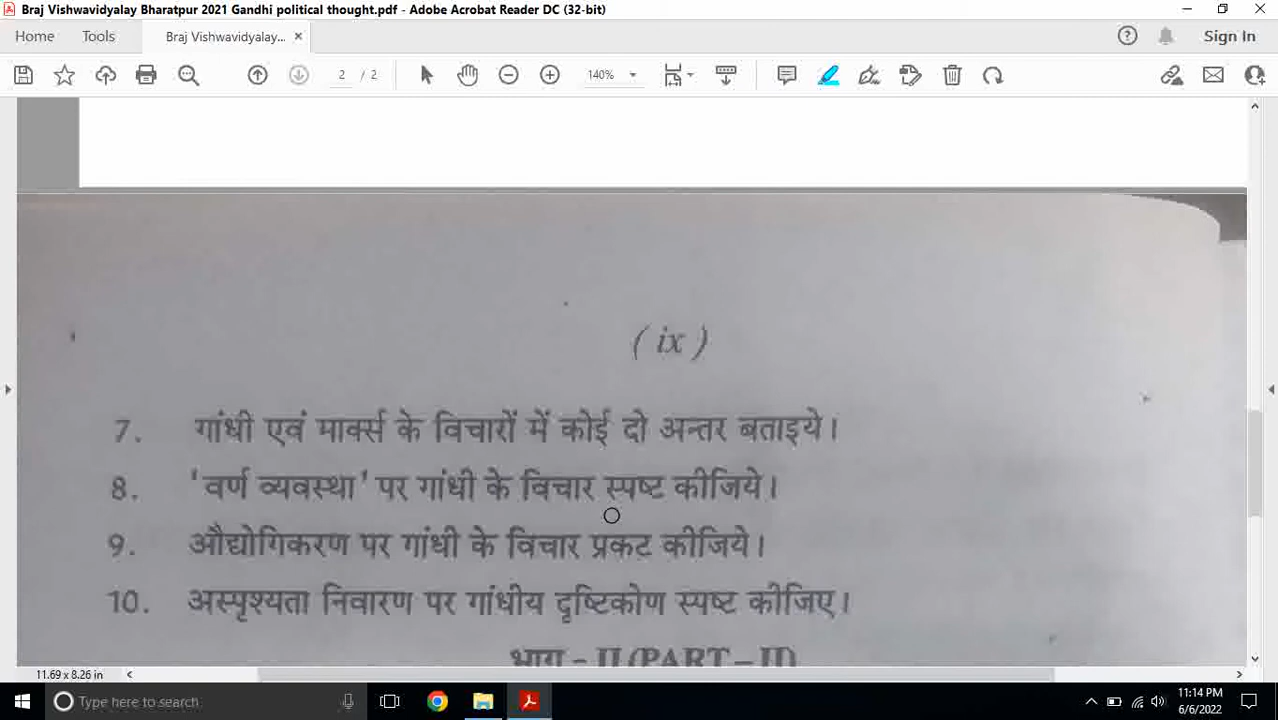 Braj Vishwavidyalay Bharatpur 2021 Gandhi political thought.pdf - Adobe Acrobat Reader DC (32-bit)
Home Tools Braj Vishwavidyalay... × Sign In
2 / 2 140%
( ix )
7. गांधी एवं मार्क्स के विचारों में कोई दो अन्तर बताइये।
8. 'वर्ण व्यवस्था' पर गांधी के विचार स्पष्ट कीजिये।
9. औद्योगिकरण पर गांधी के विचार प्रकट कीजिये।
10. अस्पृश्यता निवारण पर गांधीय दृष्टिकोण स्पष्ट कीजिए।
भाग - II (PART - II)
11.69 x 8.26 in
Type here to search
11:14 PM
6/6/2022